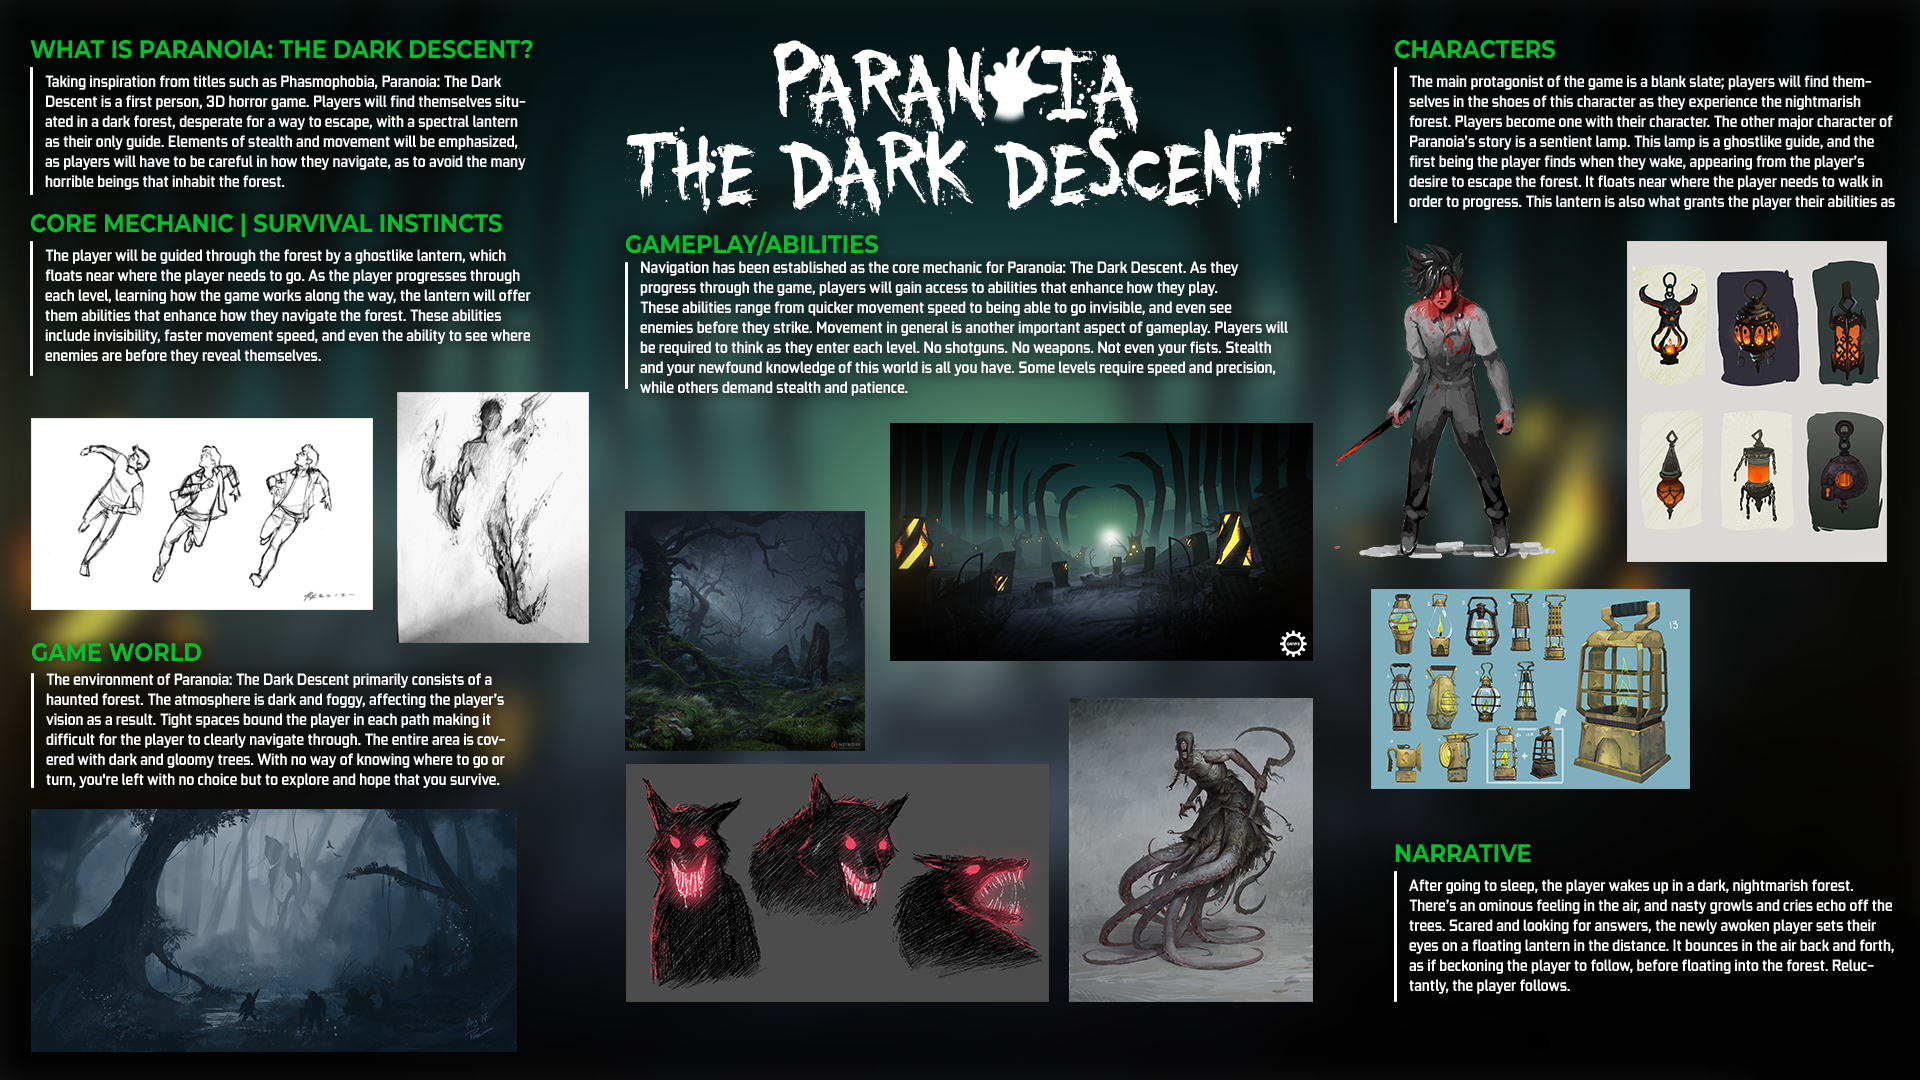 WHAT IS PARANOIA: THE DARK DESCENT?
Taking inspiration from titles such as Phasmophobia, Paranoia: The Dark
Descent is a first person, 3D horror game. Players will find themselves situ-
ated in a dark forest, desperate for a way to escape, with a spectral lantern
as their only guide. Elements of stealth and movement will be emphasized,
as players will have to be careful in how they navigate, as to avoid the many
horrible beings that inhabit the forest.
CORE MECHANIC | SURVIVAL INSTINCTS
The player will be guided through the forest by a ghostlike lantern, which
floats near where the player needs to go. As the player progresses through
each level, learning how the game works along the way, the lantern will offer
them abilities that enhance how they navigate the forest. These abilities
include invisibility, faster movement speed, and even the ability to see where
enemies are before they reveal themselves.
GAME WORLD
The environment of Paranoia: The Dark Descent primarily consists of a
haunted forest. The atmosphere is dark and foggy, affecting the player's
vision as a result. Tight spaces bound the player in each path making it
difficult for the player to clearly navigate through. The entire area is cov-
ered with dark and gloomy trees. With no way of knowing where to go or
turn, you're left with no choice but to explore and hope that you survive.
PARANOIA
THE DARK DESCENT
GAMEPLAY/ABILITIES
Navigation has been established as the core mechanic for Paranoia: The Dark Descent. As they
progress through the game, players will gain access to abilities that enhance how they play.
These abilities range from quicker movement speed to being able to go invisible, and even see
enemies before they strike. Movement in general is another important aspect of gameplay. Players will
be required to think as they enter each level. No shotguns. No weapons. Not even your fists. Stealth
and your newfound knowledge of this world is all you have. Some levels require speed and precision,
while others demand stealth and patience.
CHARACTERS
The main protagonist of the game is a blank slate; players will find them-
selves in the shoes of this character as they experience the nightmarish
forest. Players become one with their character. The other major character of
Paranoia's story is a sentient lamp. This lamp is a ghostlike guide, and the
first being the player finds when they wake, appearing from the player's
desire to escape the forest. It floats near where the player needs to walk in
order to progress. This lantern is also what grants the player their abilities as
13
NARRATIVE
After going to sleep, the player wakes up in a dark, nightmarish forest.
There's an ominous feeling in the air, and nasty growls and cries echo off the
trees. Scared and looking for answers, the newly awoken player sets their
eyes on a floating lantern in the distance. It bounces in the air back and forth,
as if beckoning the player to follow, before floating into the forest. Reluc-
tantly, the player follows.